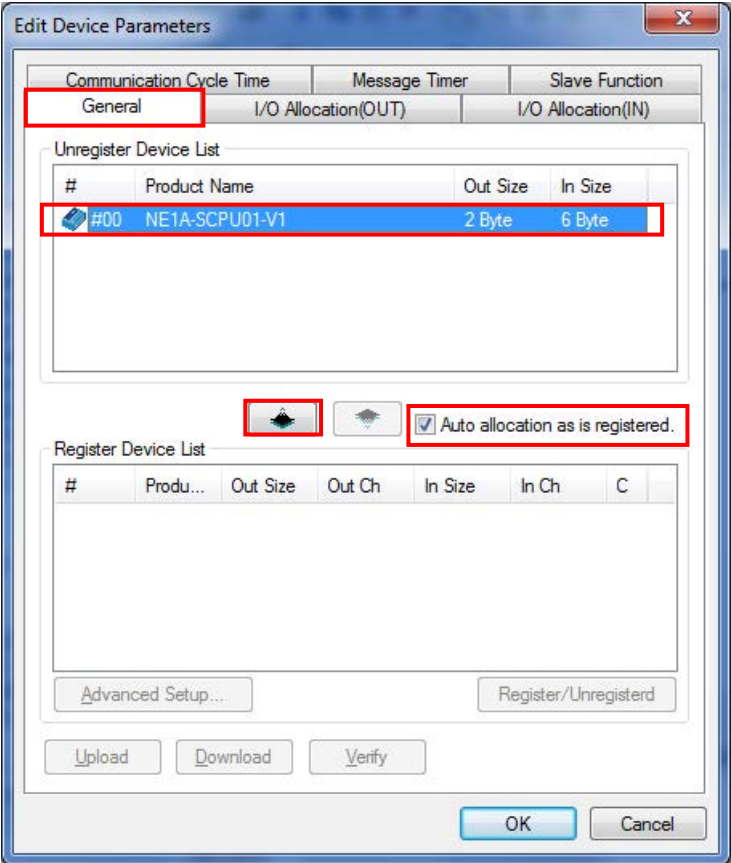 Edit Device Parameters
Communication Cycle Time Message Timer Slave Function
General I/O Allocation(OUT) I/O Allocation(IN)
Unregister Device List
# Product Name Out Size In Size
#00 NE1A-SCPU01-V1 2 Byte 6 Byte
Auto allocation as is registered.
Register Device List
# Produ... Out Size Out Ch In Size In Ch C
Advanced Setup... Register/Unregisterd
Upload Download Verify
OK Cancel